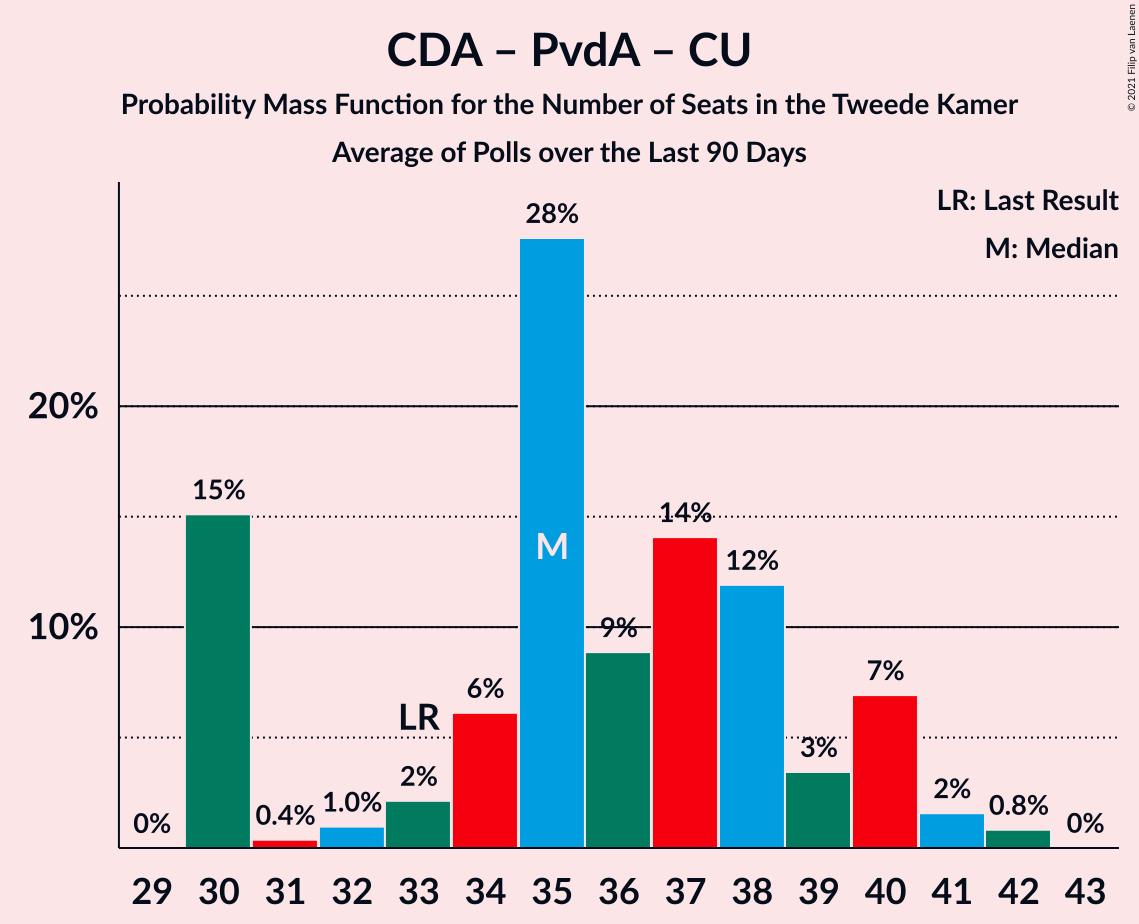 CDA – PvdA – CU
Probability Mass Function for the Number of Seats in the Tweede Kamer
Average of Polls over the Last 90 Days
© 2021 Filip van Laenen
LR: Last Result
M: Median
20%
10%
0%
15%
0.4%
1.0%
2%
LR
6%
28%
M
9%
14%
12%
3%
7%
2%
0.8%
0%
29 30 31 32 33 34 35 36 37 38 39 40 41 42 43